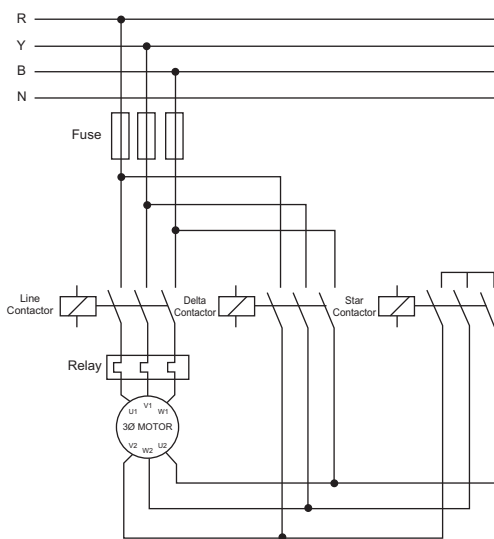 R
Y
B
N
Fuse
Line
Contactor
Delta
Contactor
Star
Contactor
Relay
U1
V1
W1
3Ø MOTOR
V2
W2
U2